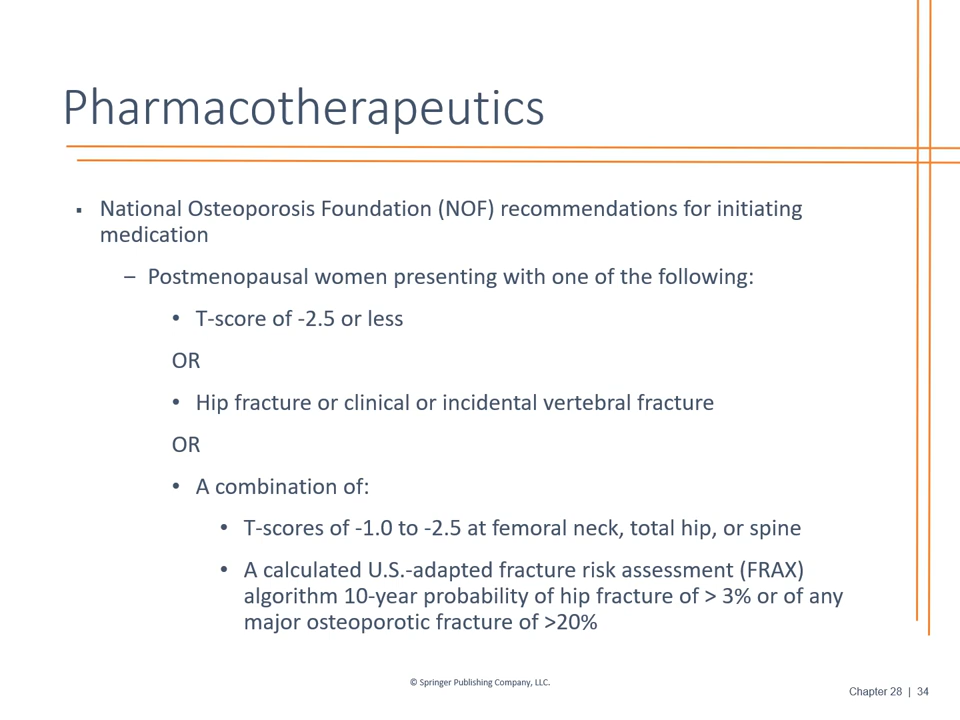 Pharmacotherapeutics
▪ National Osteoporosis Foundation (NOF) recommendations for initiating
medication
– Postmenopausal women presenting with one of the following:
• T-score of -2.5 or less
OR
• Hip fracture or clinical or incidental vertebral fracture
OR
• A combination of:
• T-scores of -1.0 to -2.5 at femoral neck, total hip, or spine
• A calculated U.S.-adapted fracture risk assessment (FRAX)
algorithm 10-year probability of hip fracture of > 3% or of any
major osteoporotic fracture of >20%
© Springer Publishing Company, LLC.
Chapter 28 | 34